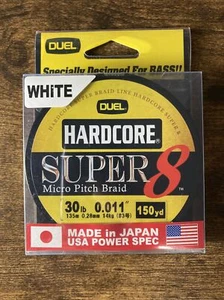 DUEL
Specially Designed For BASS!!
WHiTE
DUEL
HARDCORE®
SUPER 8™
Micro Pitch Braid
30lb 0.011" 150yd
135m 0.28mm 14kg
MADE in JAPAN
USA POWER SPEC